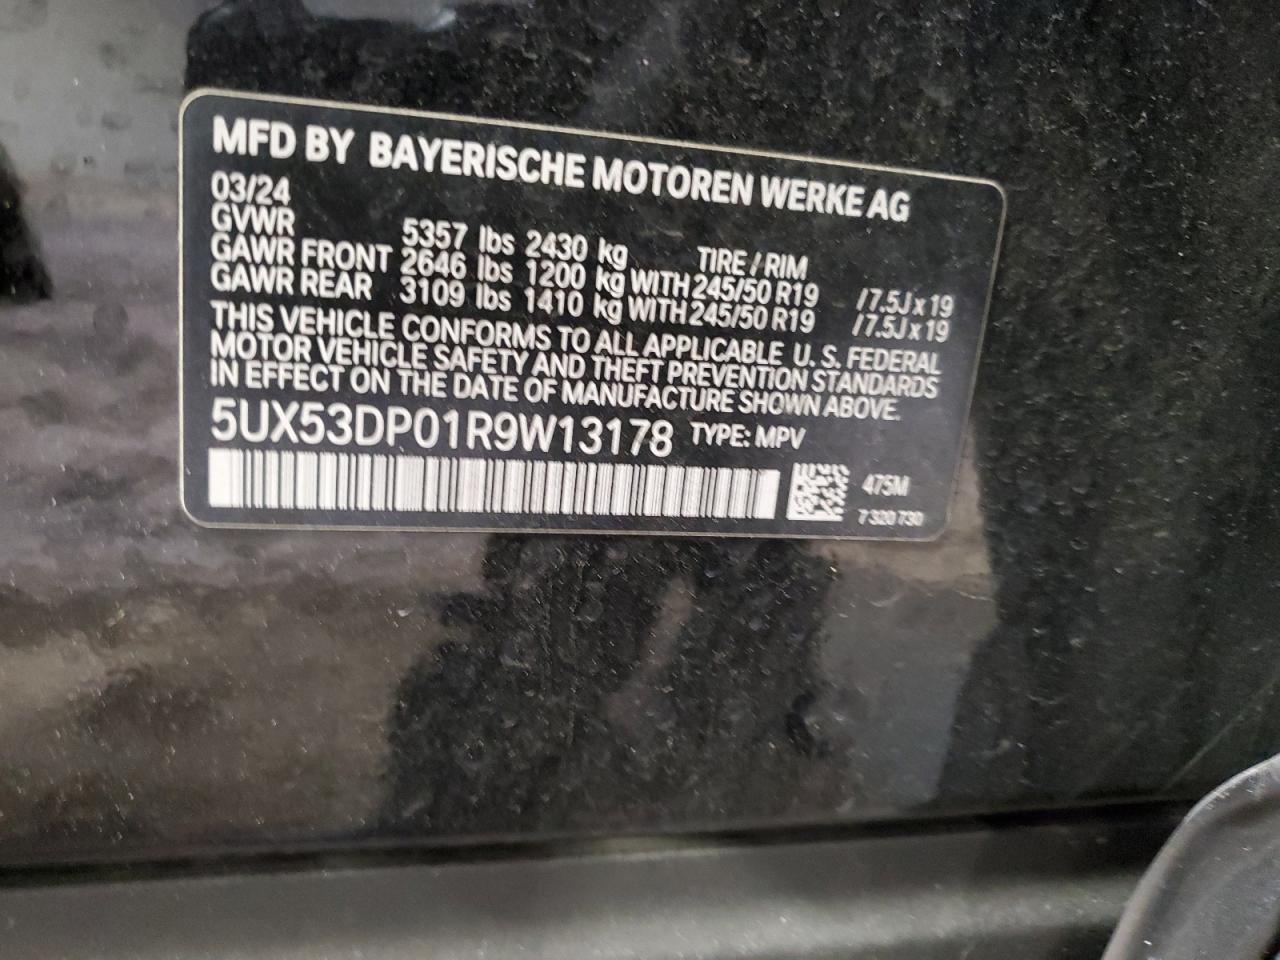 MFD BY BAYERISCHE MOTOREN WERKE AG
03/24
GVWR 5357 lbs 2430 kg TIRE / RIM
GAWR FRONT 2646 lbs 1200 kg WITH 245/50 R19 /7.5J x 19
GAWR REAR 3109 lbs 1410 kg WITH 245/50 R19 /7.5J x 19
THIS VEHICLE CONFORMS TO ALL APPLICABLE U. S. FEDERAL
MOTOR VEHICLE SAFETY AND THEFT PREVENTION STANDARDS
IN EFFECT ON THE DATE OF MANUFACTURE SHOWN ABOVE.
5UX53DP01R9W13178 TYPE: MPV
475M
7 320 730